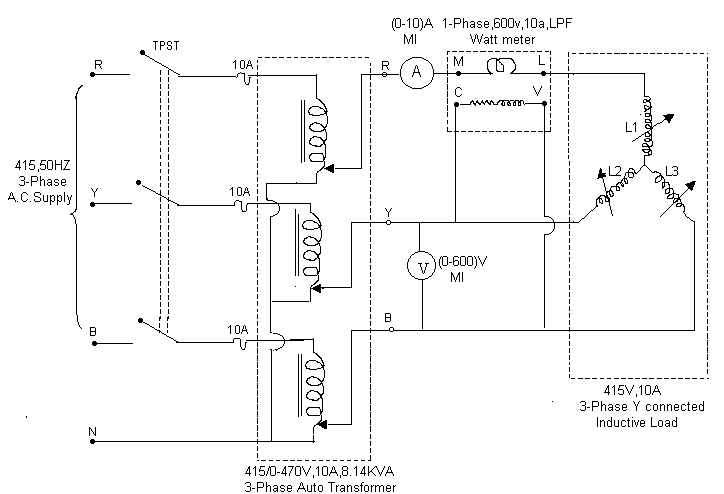 (0-10)A
MI
1-Phase,600v,10a,LPF
Watt meter
TPST
R
10A
R
A
M
L
C
V
L1
415,50HZ
3-Phase
A.C.Supply
L2
L3
Y
10A
Y
V
(0-600)V
MI
B
10A
B
N
415V,10A
3-Phase Y connected
Inductive Load
415/0-470V,10A,8.14KVA
3-Phase Auto Transformer